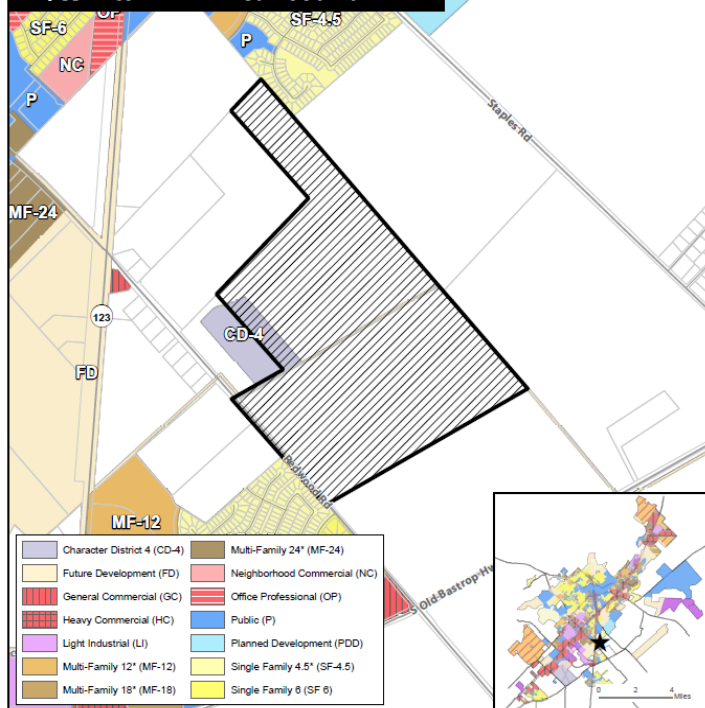 SF-6
OP
SF-4.5
NC
P
P
Staples Rd
MF-24
123
CD-4
FD
Redwood Rd
MF-12
S Old Bastrop Hw
Character District 4 (CD-4)
Future Development (FD)
General Commercial (GC)
Heavy Commercial (HC)
Light Industrial (LI)
Multi-Family 12* (MF-12)
Multi-Family 18* (MF-18)
Multi-Family 24* (MF-24)
Neighborhood Commercial (NC)
Office Professional (OP)
Public (P)
Planned Development (PDD)
Single Family 4.5* (SF-4.5)
Single Family 6 (SF 6)
0 2 4
Miles